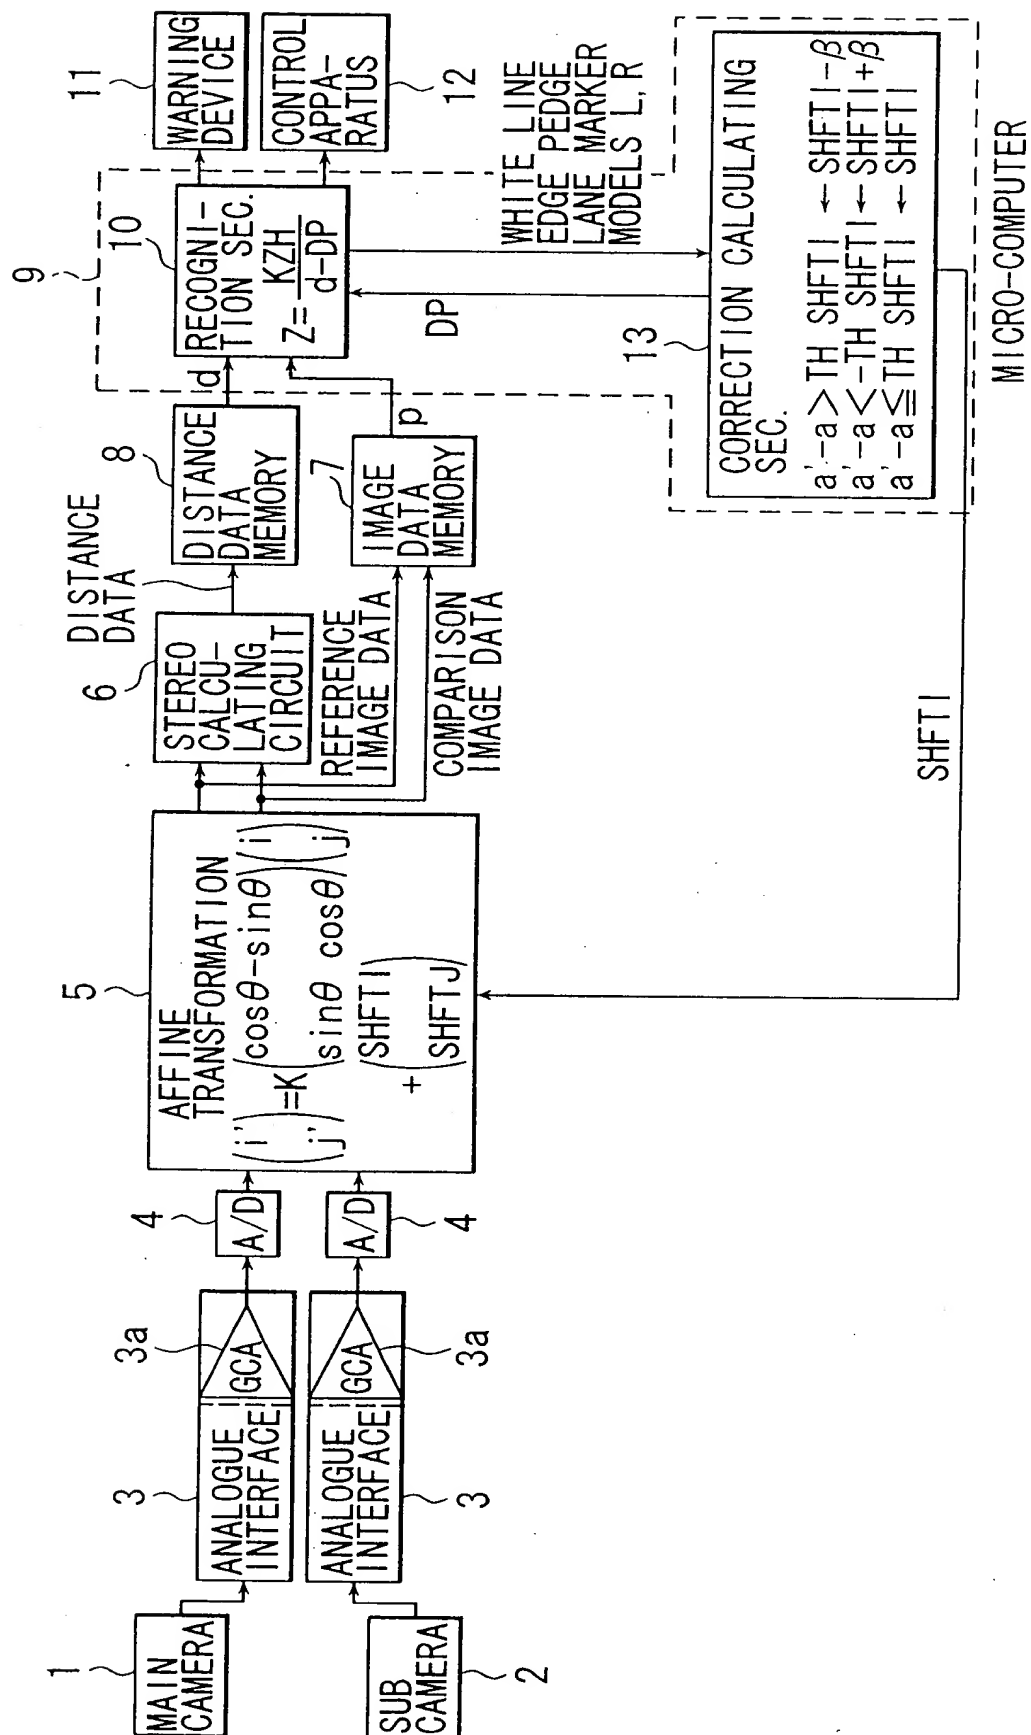 1
MAIN
CAMERA
SUB
CAMERA
2
3
ANALOGUE
INTERFACE
GCA
3a
ANALOGUE
INTERFACE
GCA
3
3a
4
A/D
A/D
4
5
AFFINE
TRANSFORMATION
(i' j') =K (cosθ-sinθ sinθ cosθ) (i j)
+ (SHFTI SHFTJ)
6
STEREO
CALCU-
LATING
CIRCUIT
REFERENCE
IMAGE DATA
COMPARISON
IMAGE DATA
DISTANCE
DATA
8
DISTANCE
DATA
MEMORY
7
IMAGE
DATA
MEMORY
d
p
9
10
RECOGNI-
TION SEC.
Z= KZH
d-DP
11
WARNING
DEVICE
CONTROL
APPA-
RATUS
12
DP
WHITE LINE
EDGE PEDGE
LANE MARKER
MODELS L,R
13
CORRECTION CALCULATING
SEC.
a'-a>TH SHFTI ←SHFTI-β
a'-a<-TH SHFTI←SHFTI+β
a'-a≦TH SHFTI ←SHFTI
MICRO-COMPUTER
SHFTI